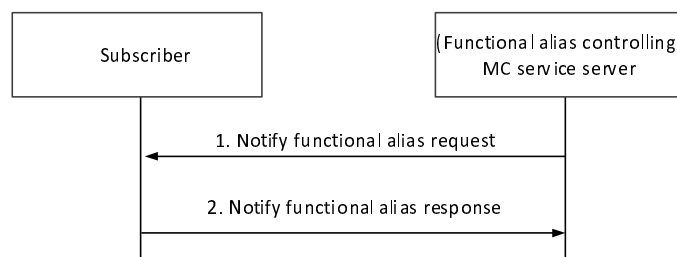 Subscriber
(Functional alias controlling
MC service server
1. Notify functional alias request
2. Notify functional alias response